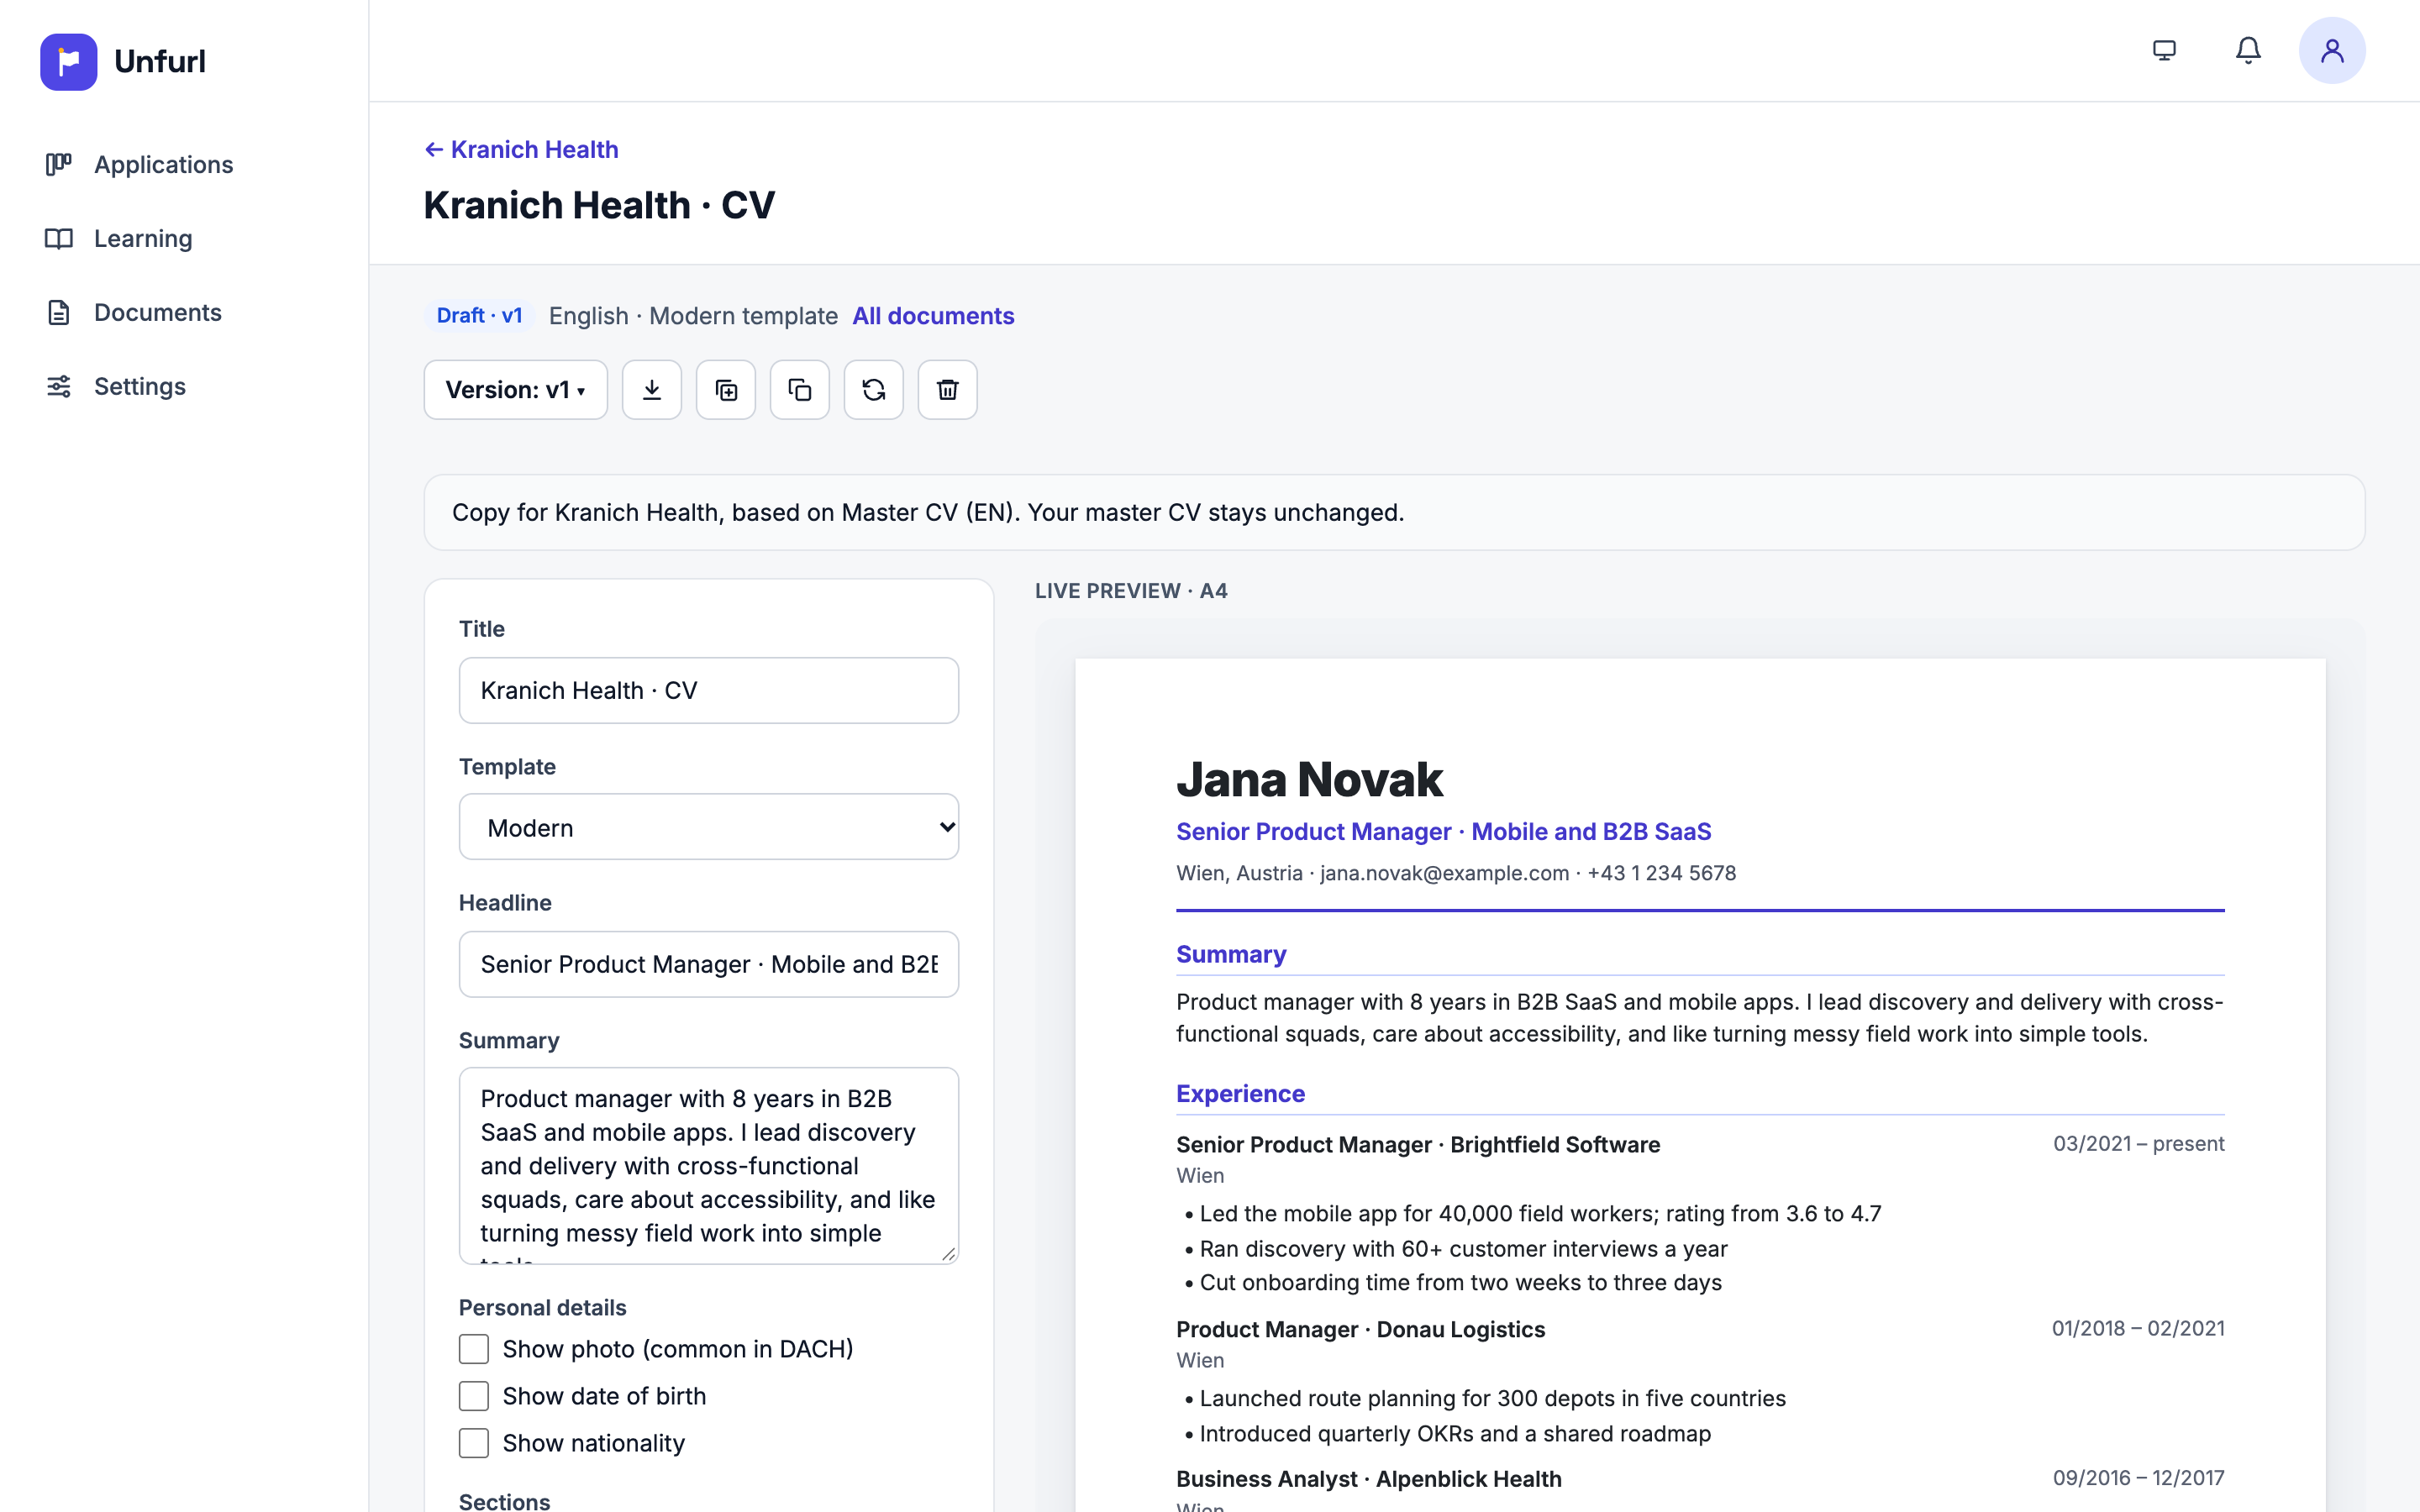 Unfurl
Applications
Learning
Documents
Settings
← Kranich Health
Kranich Health · CV
Draft · v1 English · Modern template All documents
Version: v1 ▾
Copy for Kranich Health, based on Master CV (EN). Your master CV stays unchanged.
Title
Kranich Health · CV
Template
Modern
Headline
Senior Product Manager · Mobile and B2B
Summary
Product manager with 8 years in B2B
SaaS and mobile apps. I lead discovery
and delivery with cross-functional
squads, care about accessibility, and like
turning messy field work into simple
tools.
Personal details
Show photo (common in DACH)
Show date of birth
Show nationality
Sections
LIVE PREVIEW · A4
Jana Novak
Senior Product Manager · Mobile and B2B SaaS
Wien, Austria · jana.novak@example.com · +43 1 234 5678
Summary
Product manager with 8 years in B2B SaaS and mobile apps. I lead discovery and delivery with cross-
functional squads, care about accessibility, and like turning messy field work into simple tools.
Experience
Senior Product Manager · Brightfield Software 03/2021 – present
Wien
• Led the mobile app for 40,000 field workers; rating from 3.6 to 4.7
• Ran discovery with 60+ customer interviews a year
• Cut onboarding time from two weeks to three days
Product Manager · Donau Logistics 01/2018 – 02/2021
Wien
• Launched route planning for 300 depots in five countries
• Introduced quarterly OKRs and a shared roadmap
Business Analyst · Alpenblick Health 09/2016 – 12/2017
Wien